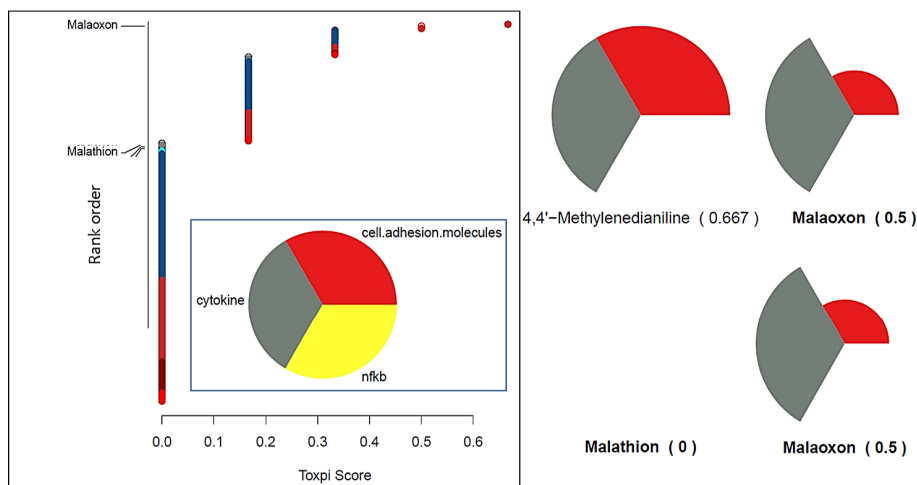 Malaoxon
Malathion
Rank order
cell.adhesion.molecules
cytokine
nfkb
0.0 0.1 0.2 0.3 0.4 0.5 0.6
Toxpi Score
4,4'−Methylenedianiline ( 0.667 )
Malaoxon ( 0.5 )
Malathion ( 0 )
Malaoxon ( 0.5 )